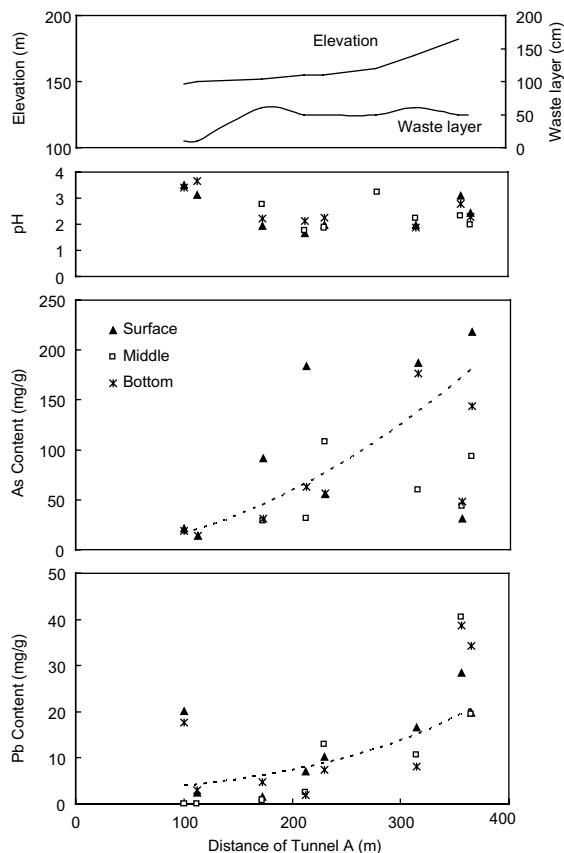 200
150
100
Elevation (m)
Elevation
Waste layer
200
150
100
50
0
Waste layer (cm)
4
3
2
1
0
pH
250
200
150
100
50
0
As Content (mg/g)
Surface
Middle
Bottom
50
40
30
20
10
0
Pb Content (mg/g)
0
100
200
300
400
Distance of Tunnel A (m)